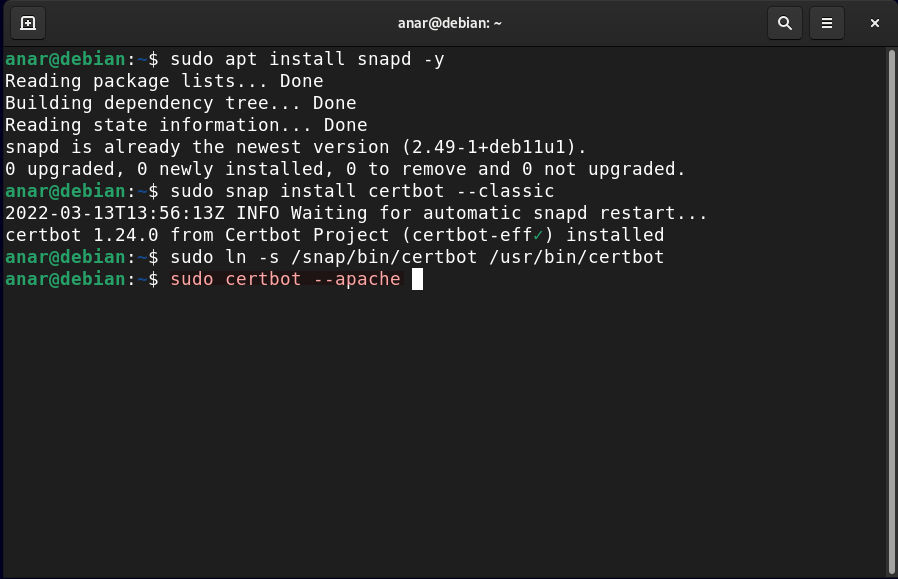 anar@debian: ~
anar@debian:~$ sudo apt install snapd -y
Reading package lists... Done
Building dependency tree... Done
Reading state information... Done
snapd is already the newest version (2.49-1+deb11u1).
0 upgraded, 0 newly installed, 0 to remove and 0 not upgraded.
anar@debian:~$ sudo snap install certbot --classic
2022-03-13T13:56:13Z INFO Waiting for automatic snapd restart...
certbot 1.24.0 from Certbot Project (certbot-eff✓) installed
anar@debian:~$ sudo ln -s /snap/bin/certbot /usr/bin/certbot
anar@debian:~$ sudo certbot --apache